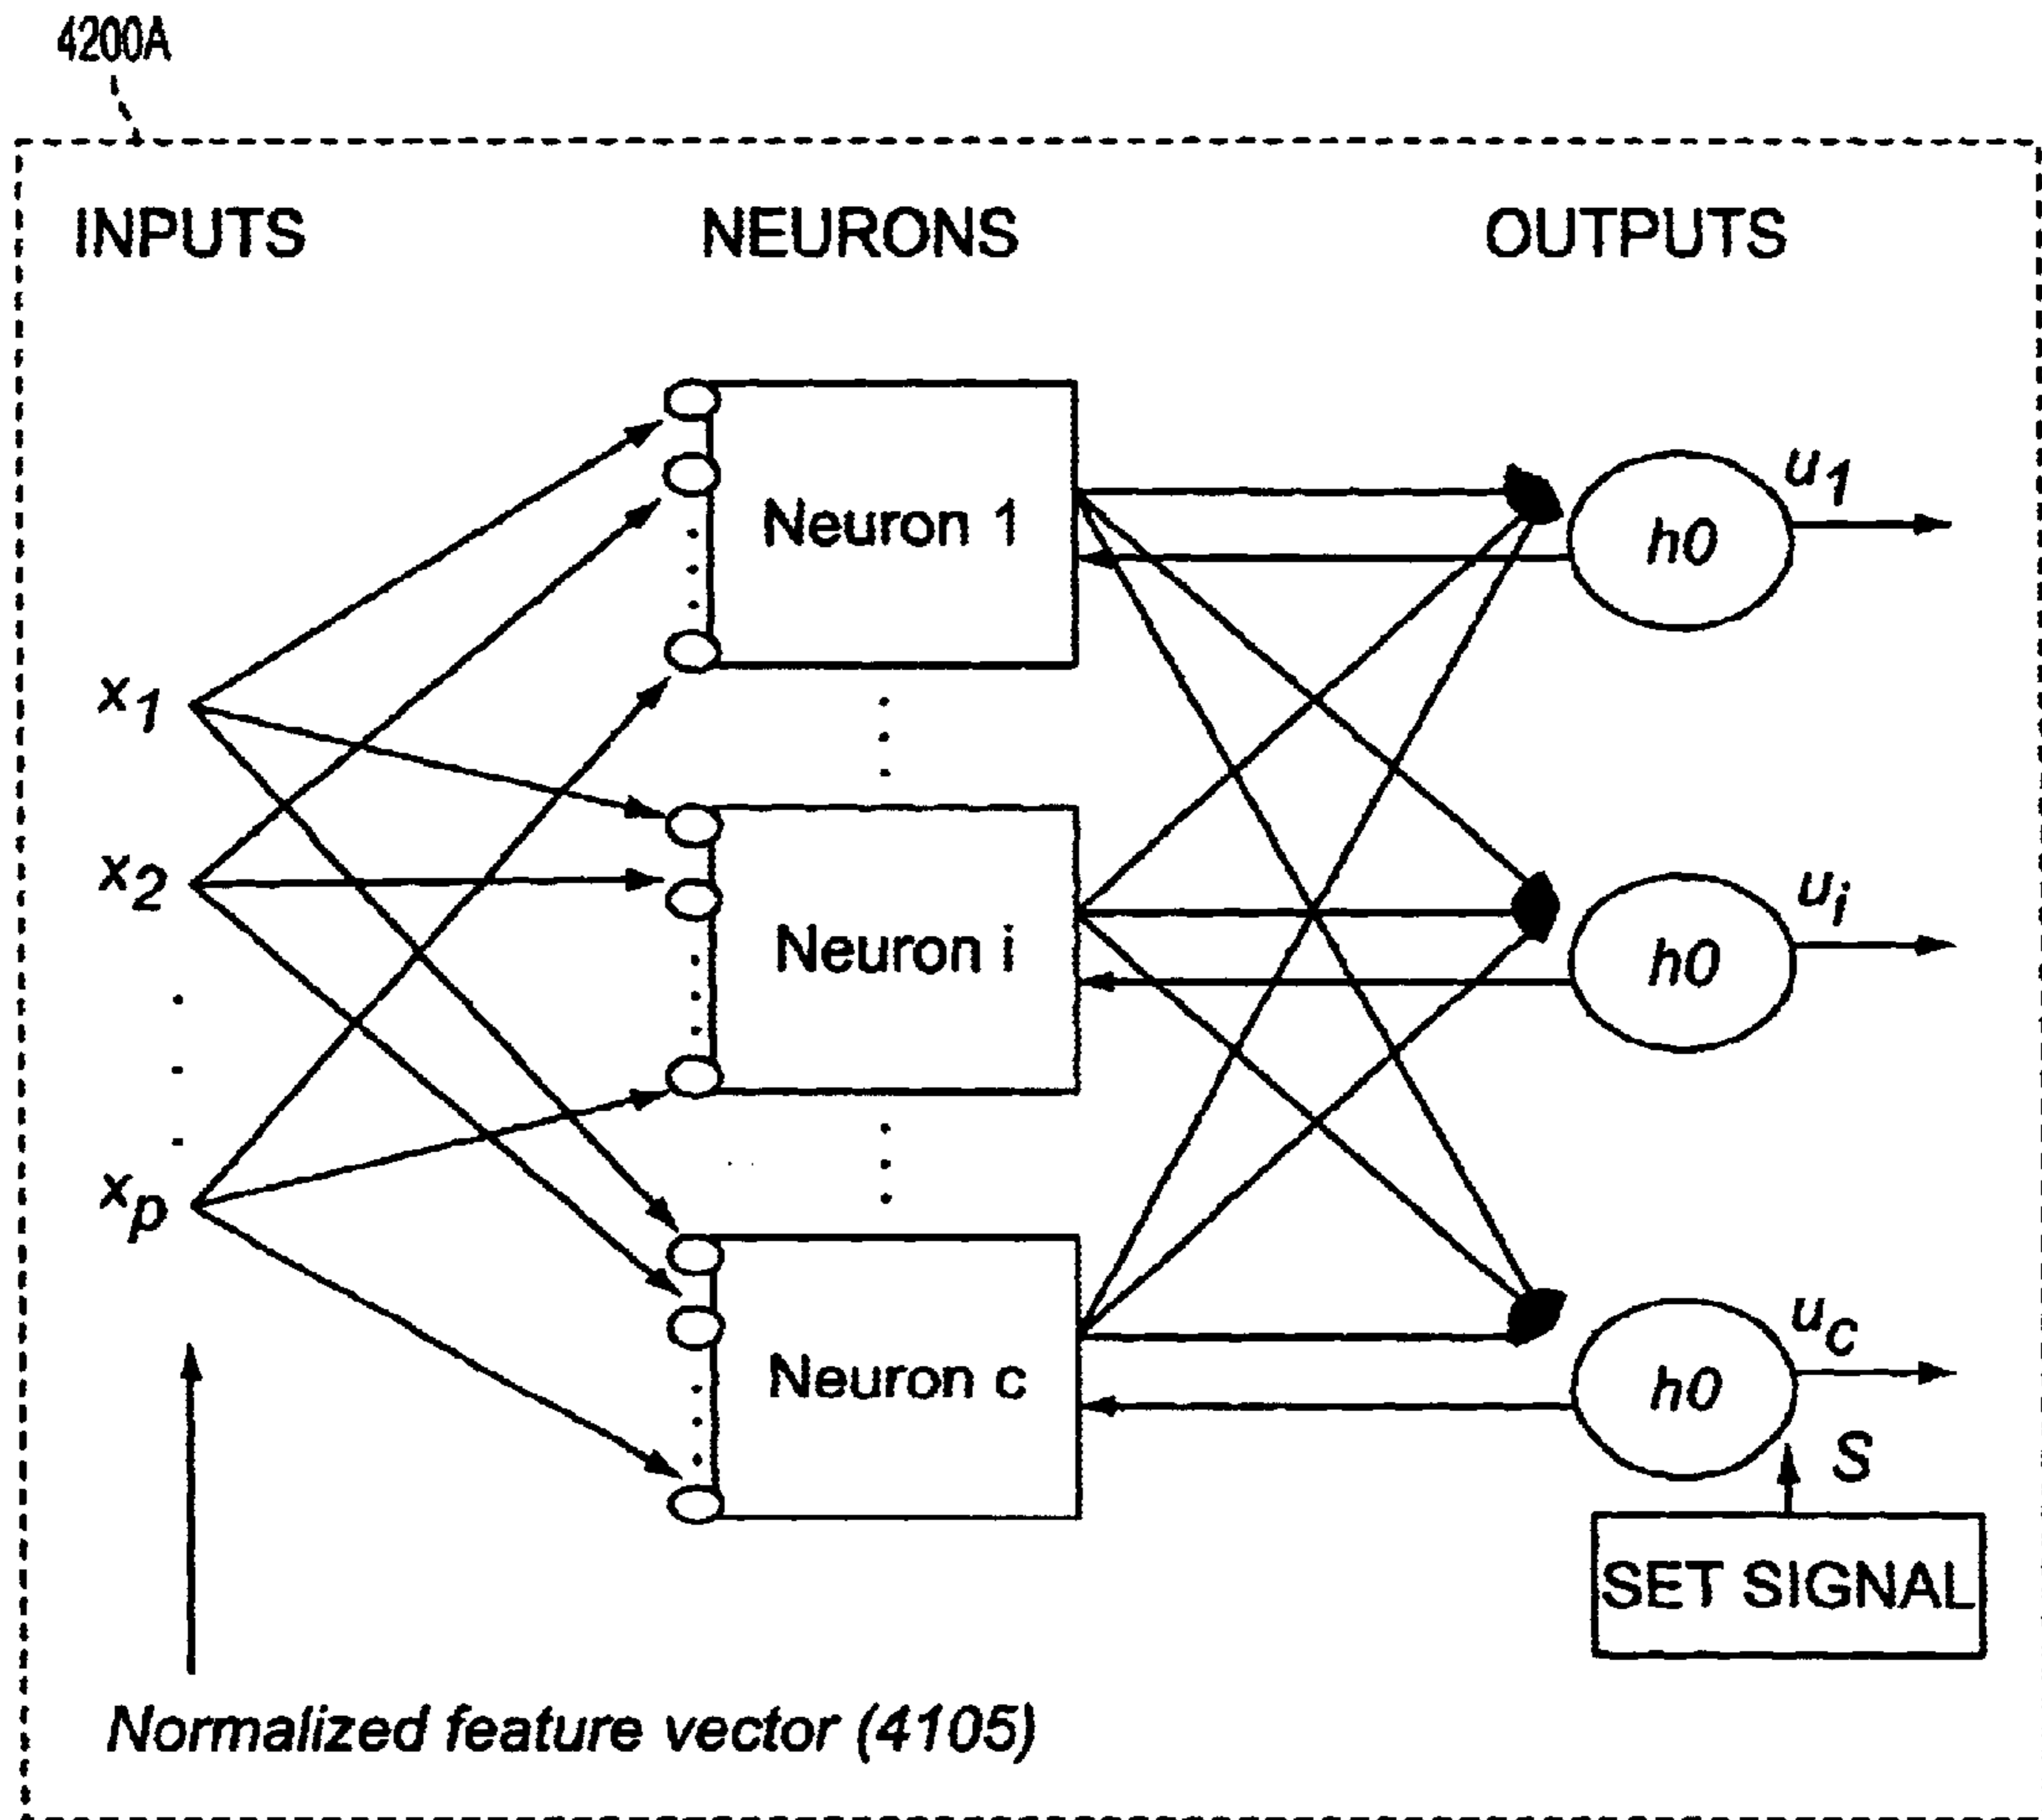 4200A
INPUTS NEURONS OUTPUTS
Neuron 1
h0
u1
x1
x2
Neuron i
h0
ui
xp
Neuron c
h0
uc
S
SET SIGNAL
Normalized feature vector (4105)